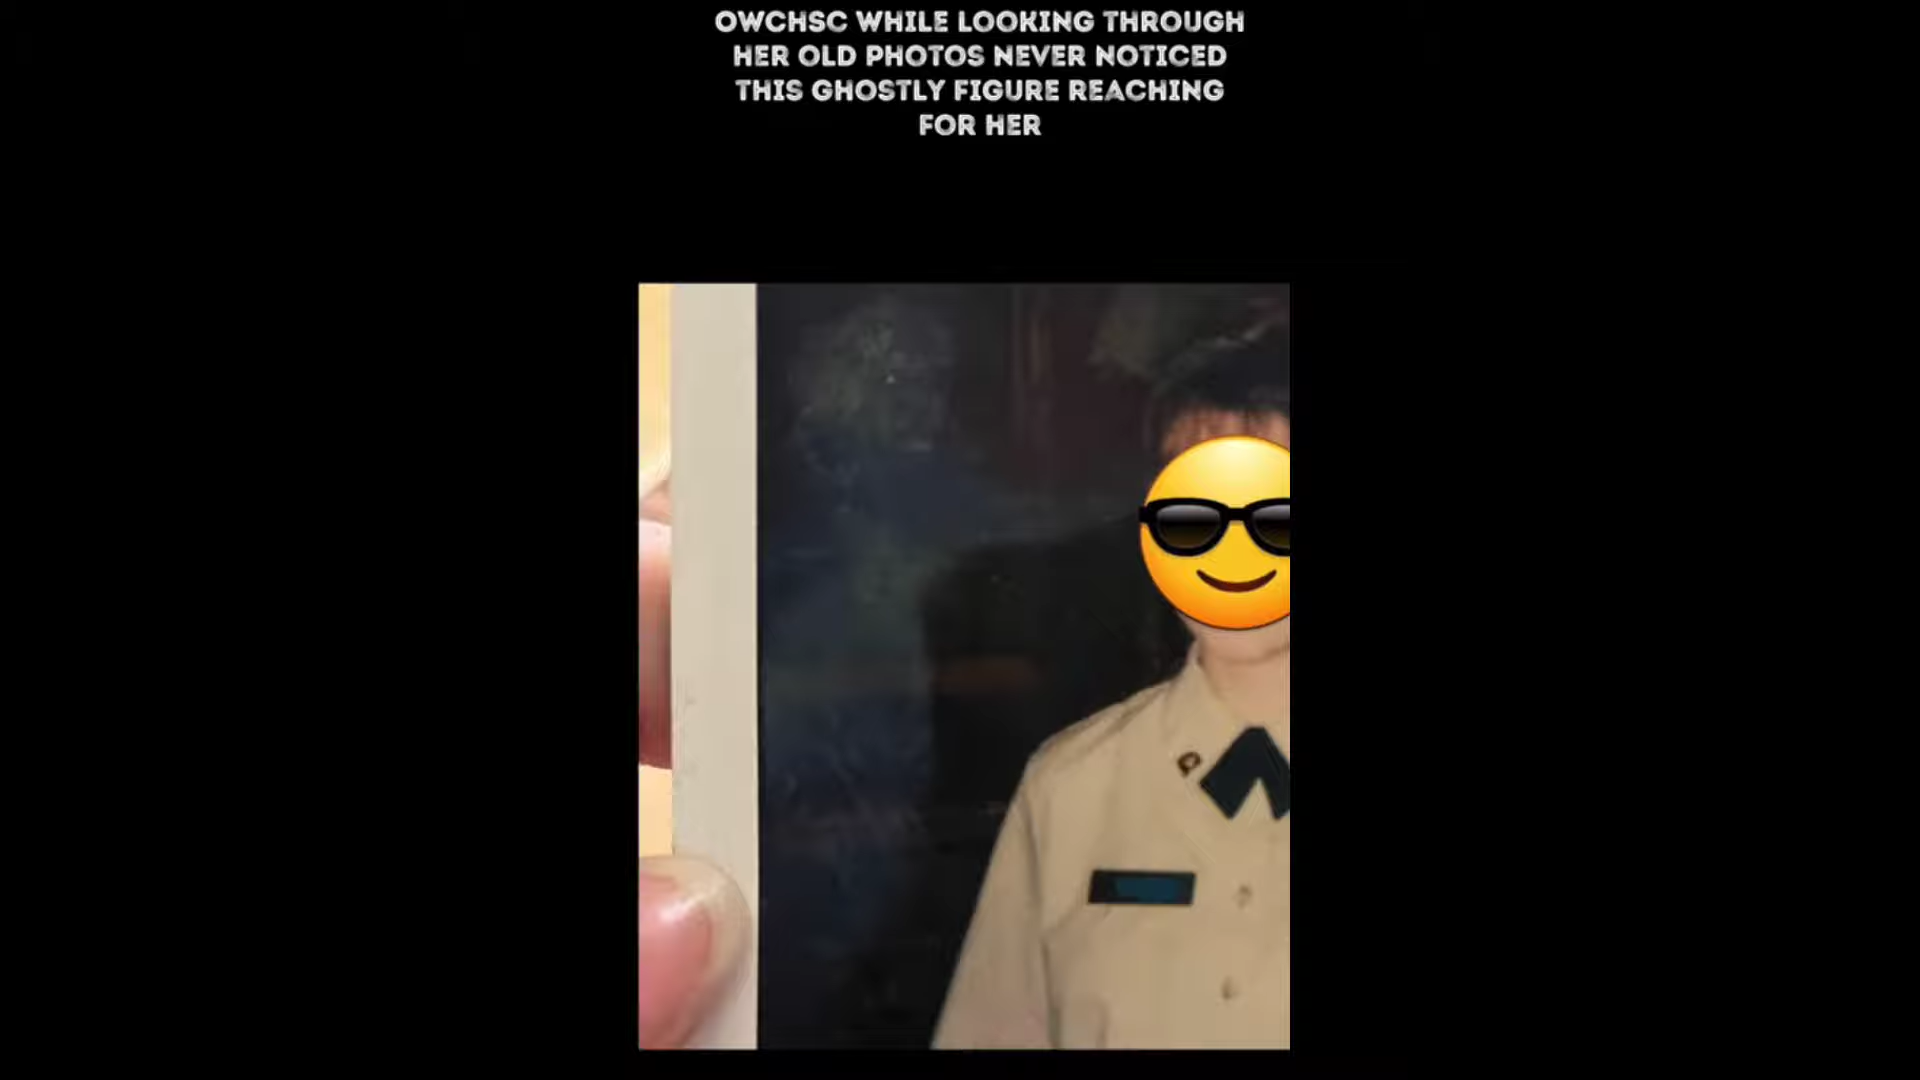 OWCHSC WHILE LOOKING THROUGH
HER OLD PHOTOS NEVER NOTICED
THIS GHOSTLY FIGURE REACHING
FOR HER